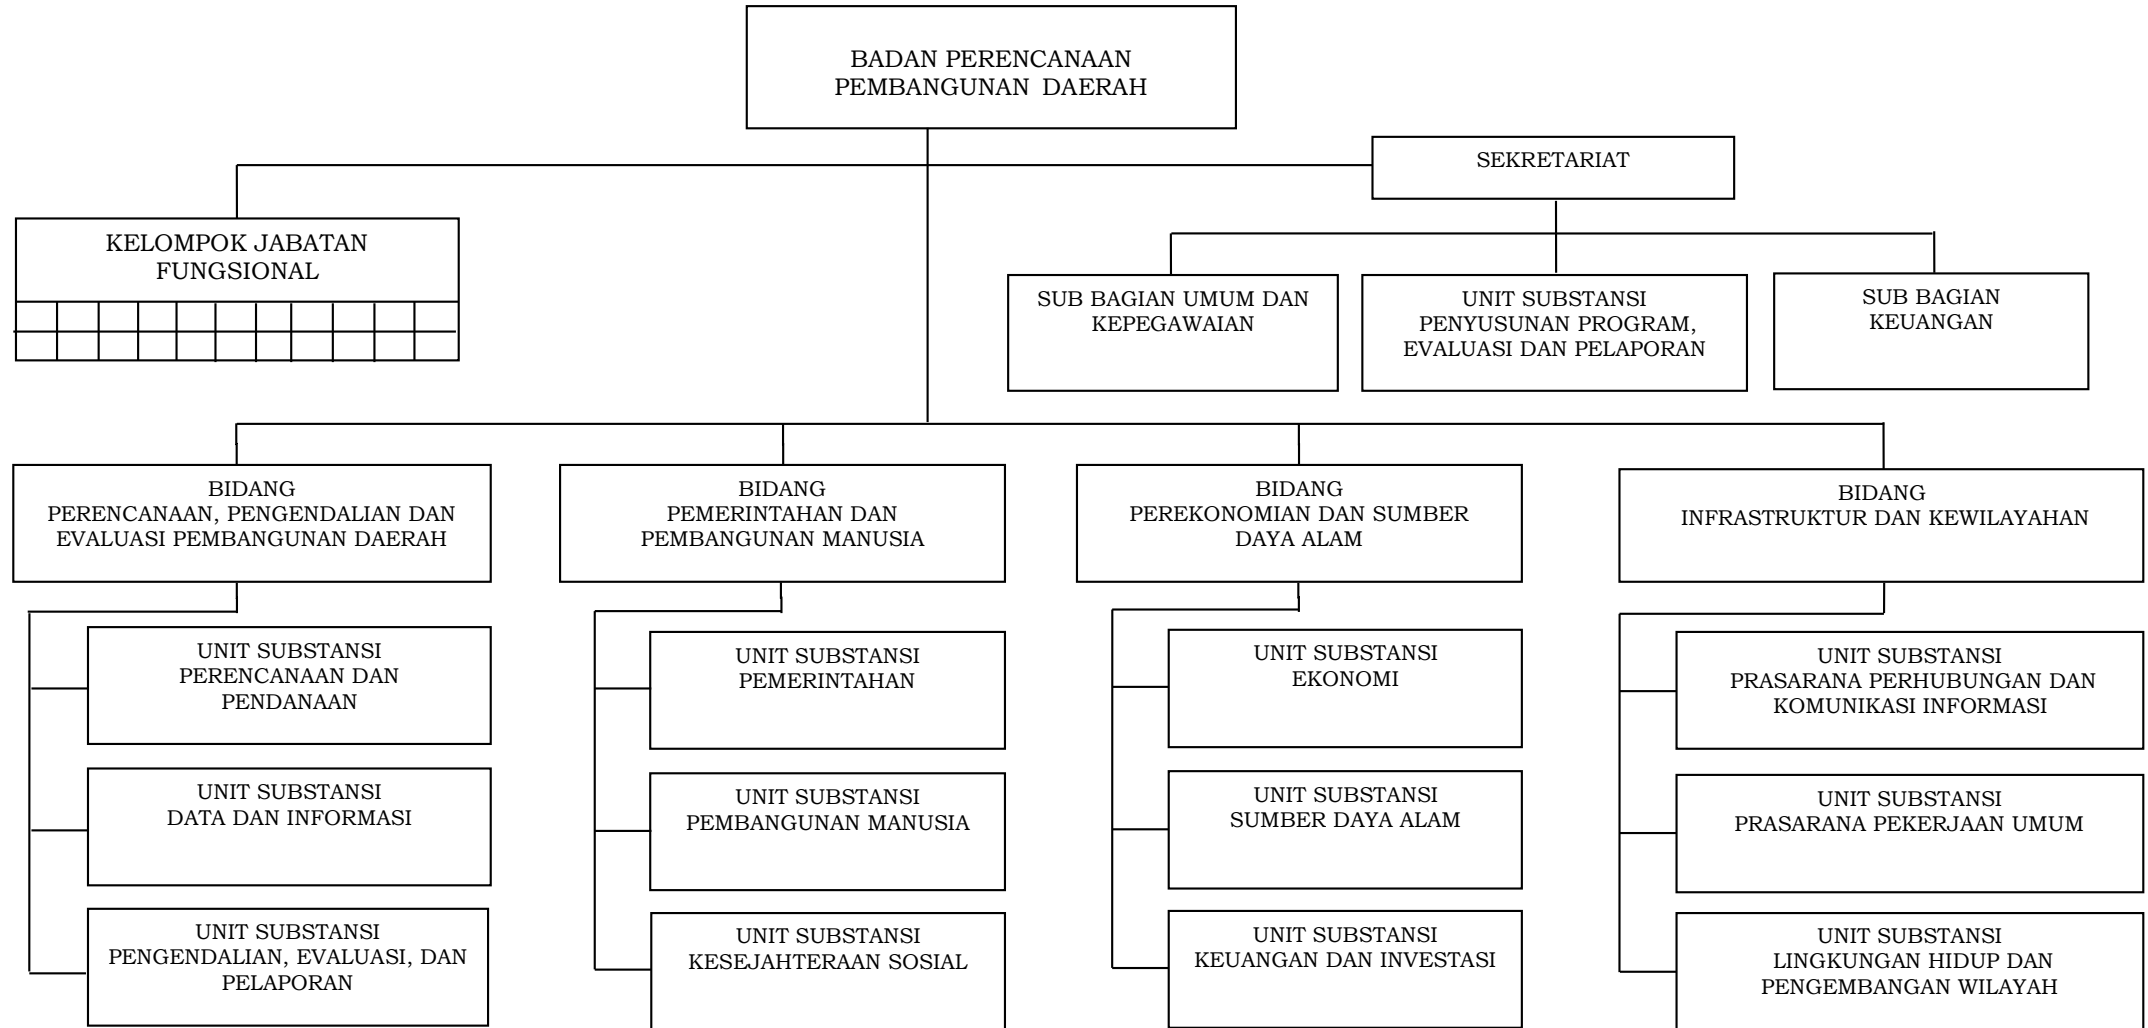 BADAN PERENCANAAN
PEMBANGUNAN DAERAH
SEKRETARIAT
KELOMPOK JABATAN
FUNGSIONAL
SUB BAGIAN UMUM DAN
KEPEGAWAIAN
UNIT SUBSTANSI
PENYUSUNAN PROGRAM,
EVALUASI DAN PELAPORAN
SUB BAGIAN
KEUANGAN
BIDANG
PERENCANAAN, PENGENDALIAN DAN
EVALUASI PEMBANGUNAN DAERAH
BIDANG
PEMERINTAHAN DAN
PEMBANGUNAN MANUSIA
BIDANG
PEREKONOMIAN DAN SUMBER
DAYA ALAM
BIDANG
INFRASTRUKTUR DAN KEWILAYAHAN
UNIT SUBSTANSI
PERENCANAAN DAN
PENDANAAN
UNIT SUBSTANSI
PEMERINTAHAN
UNIT SUBSTANSI
EKONOMI
UNIT SUBSTANSI
PRASARANA PERHUBUNGAN DAN
KOMUNIKASI INFORMASI
UNIT SUBSTANSI
DATA DAN INFORMASI
UNIT SUBSTANSI
PEMBANGUNAN MANUSIA
UNIT SUBSTANSI
SUMBER DAYA ALAM
UNIT SUBSTANSI
PRASARANA PEKERJAAN UMUM
UNIT SUBSTANSI
PENGENDALIAN, EVALUASI, DAN
PELAPORAN
UNIT SUBSTANSI
KESEJAHTERAAN SOSIAL
UNIT SUBSTANSI
KEUANGAN DAN INVESTASI
UNIT SUBSTANSI
LINGKUNGAN HIDUP DAN
PENGEMBANGAN WILAYAH